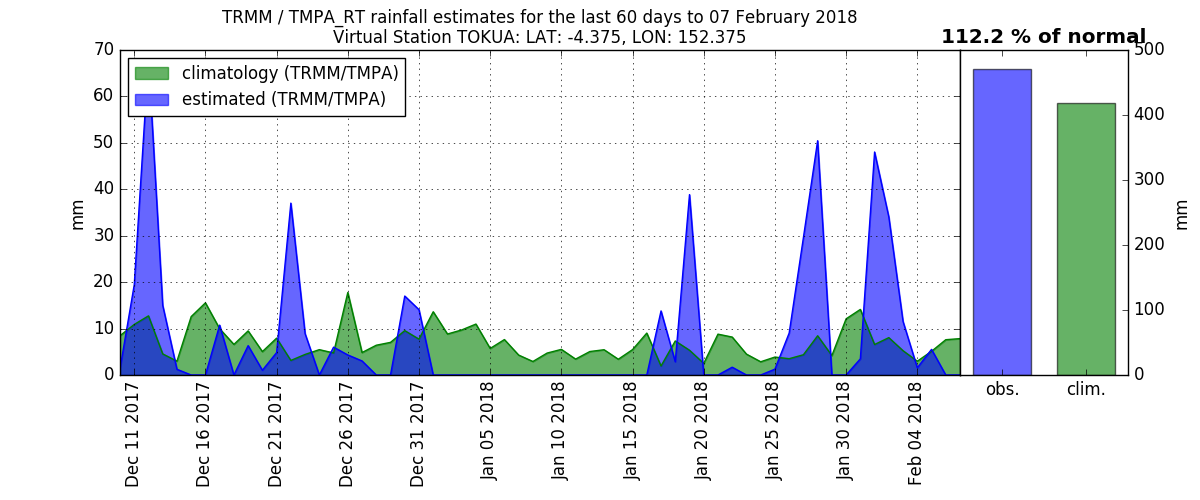 TRMM / TMPA_RT rainfall estimates for the last 60 days to 07 February 2018
Virtual Station TOKUA: LAT: -4.375, LON: 152.375
112.2 % of normal
climatology (TRMM/TMPA)
estimated (TRMM/TMPA)
70
60
50
40
30
20
10
0
mm
Dec 11 2017
Dec 16 2017
Dec 21 2017
Dec 26 2017
Dec 31 2017
Jan 05 2018
Jan 10 2018
Jan 15 2018
Jan 20 2018
Jan 25 2018
Jan 30 2018
Feb 04 2018
obs.
clim.
500
400
300
200
100
0
mm